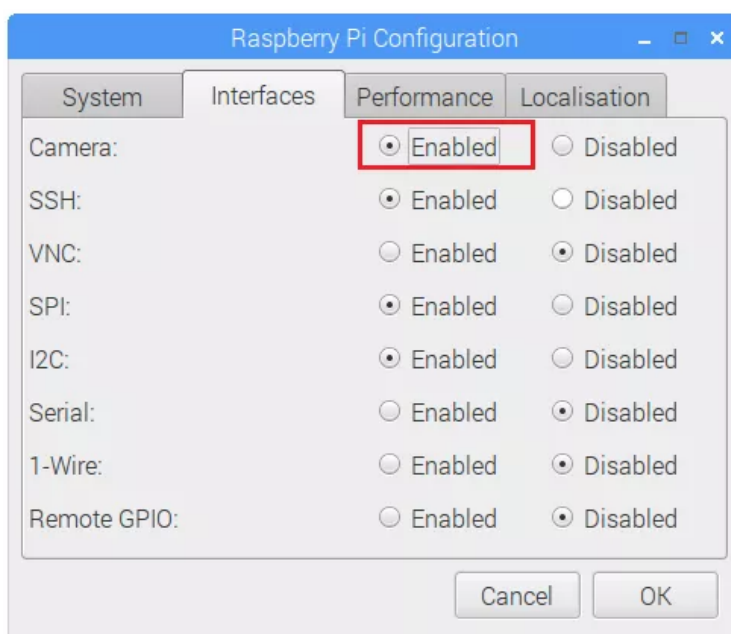 Raspberry Pi Configuration
System Interfaces Performance Localisation
Camera: Enabled Disabled
SSH: Enabled Disabled
VNC: Enabled Disabled
SPI: Enabled Disabled
I2C: Enabled Disabled
Serial: Enabled Disabled
1-Wire: Enabled Disabled
Remote GPIO: Enabled Disabled
Cancel OK